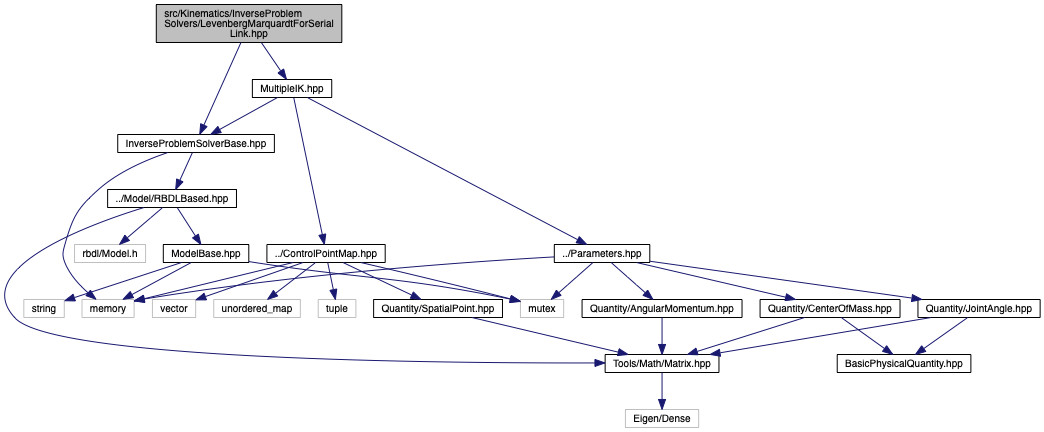 src/Kinematics/InverseProblem
Solvers/LevenbergMarquardtForSerial
Link.hpp
MultipleIK.hpp
InverseProblemSolverBase.hpp
../Model/RBDLBased.hpp
rbdl/Model.h
ModelBase.hpp
../ControlPointMap.hpp
../Parameters.hpp
string
memory
vector
unordered_map
tuple
Quantity/SpatialPoint.hpp
mutex
Quantity/AngularMomentum.hpp
Quantity/CenterOfMass.hpp
Quantity/JointAngle.hpp
Tools/Math/Matrix.hpp
BasicPhysicalQuantity.hpp
Eigen/Dense